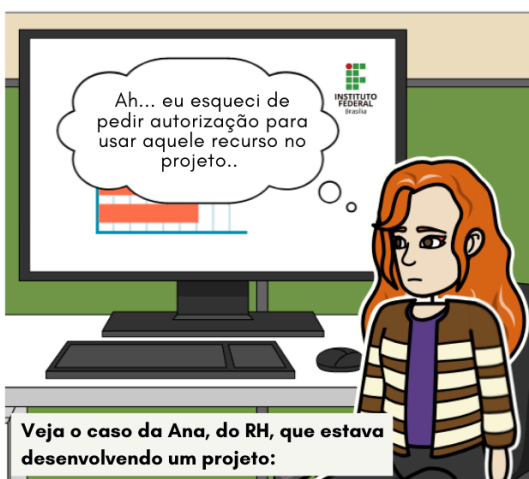 Ah... eu esqueci de
pedir autorização para
usar aquele recurso no
projeto..
INSTITUTO
FEDERAL
Brasília
Veja o caso da Ana, do RH, que estava
desenvolvendo um projeto: